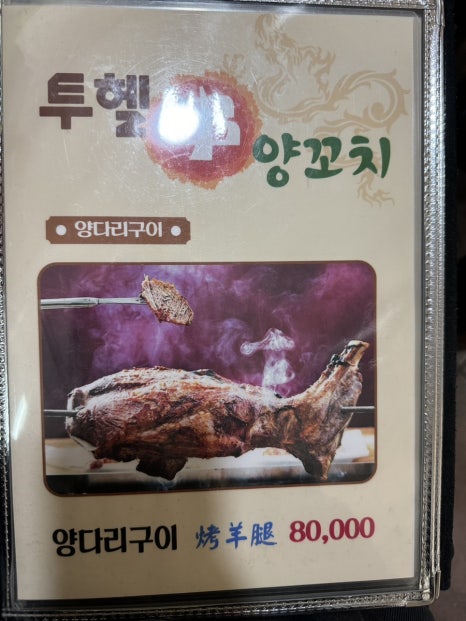 투헬 串 양꼬치
양다리구이
양다리구이 烤羊腿 80,000